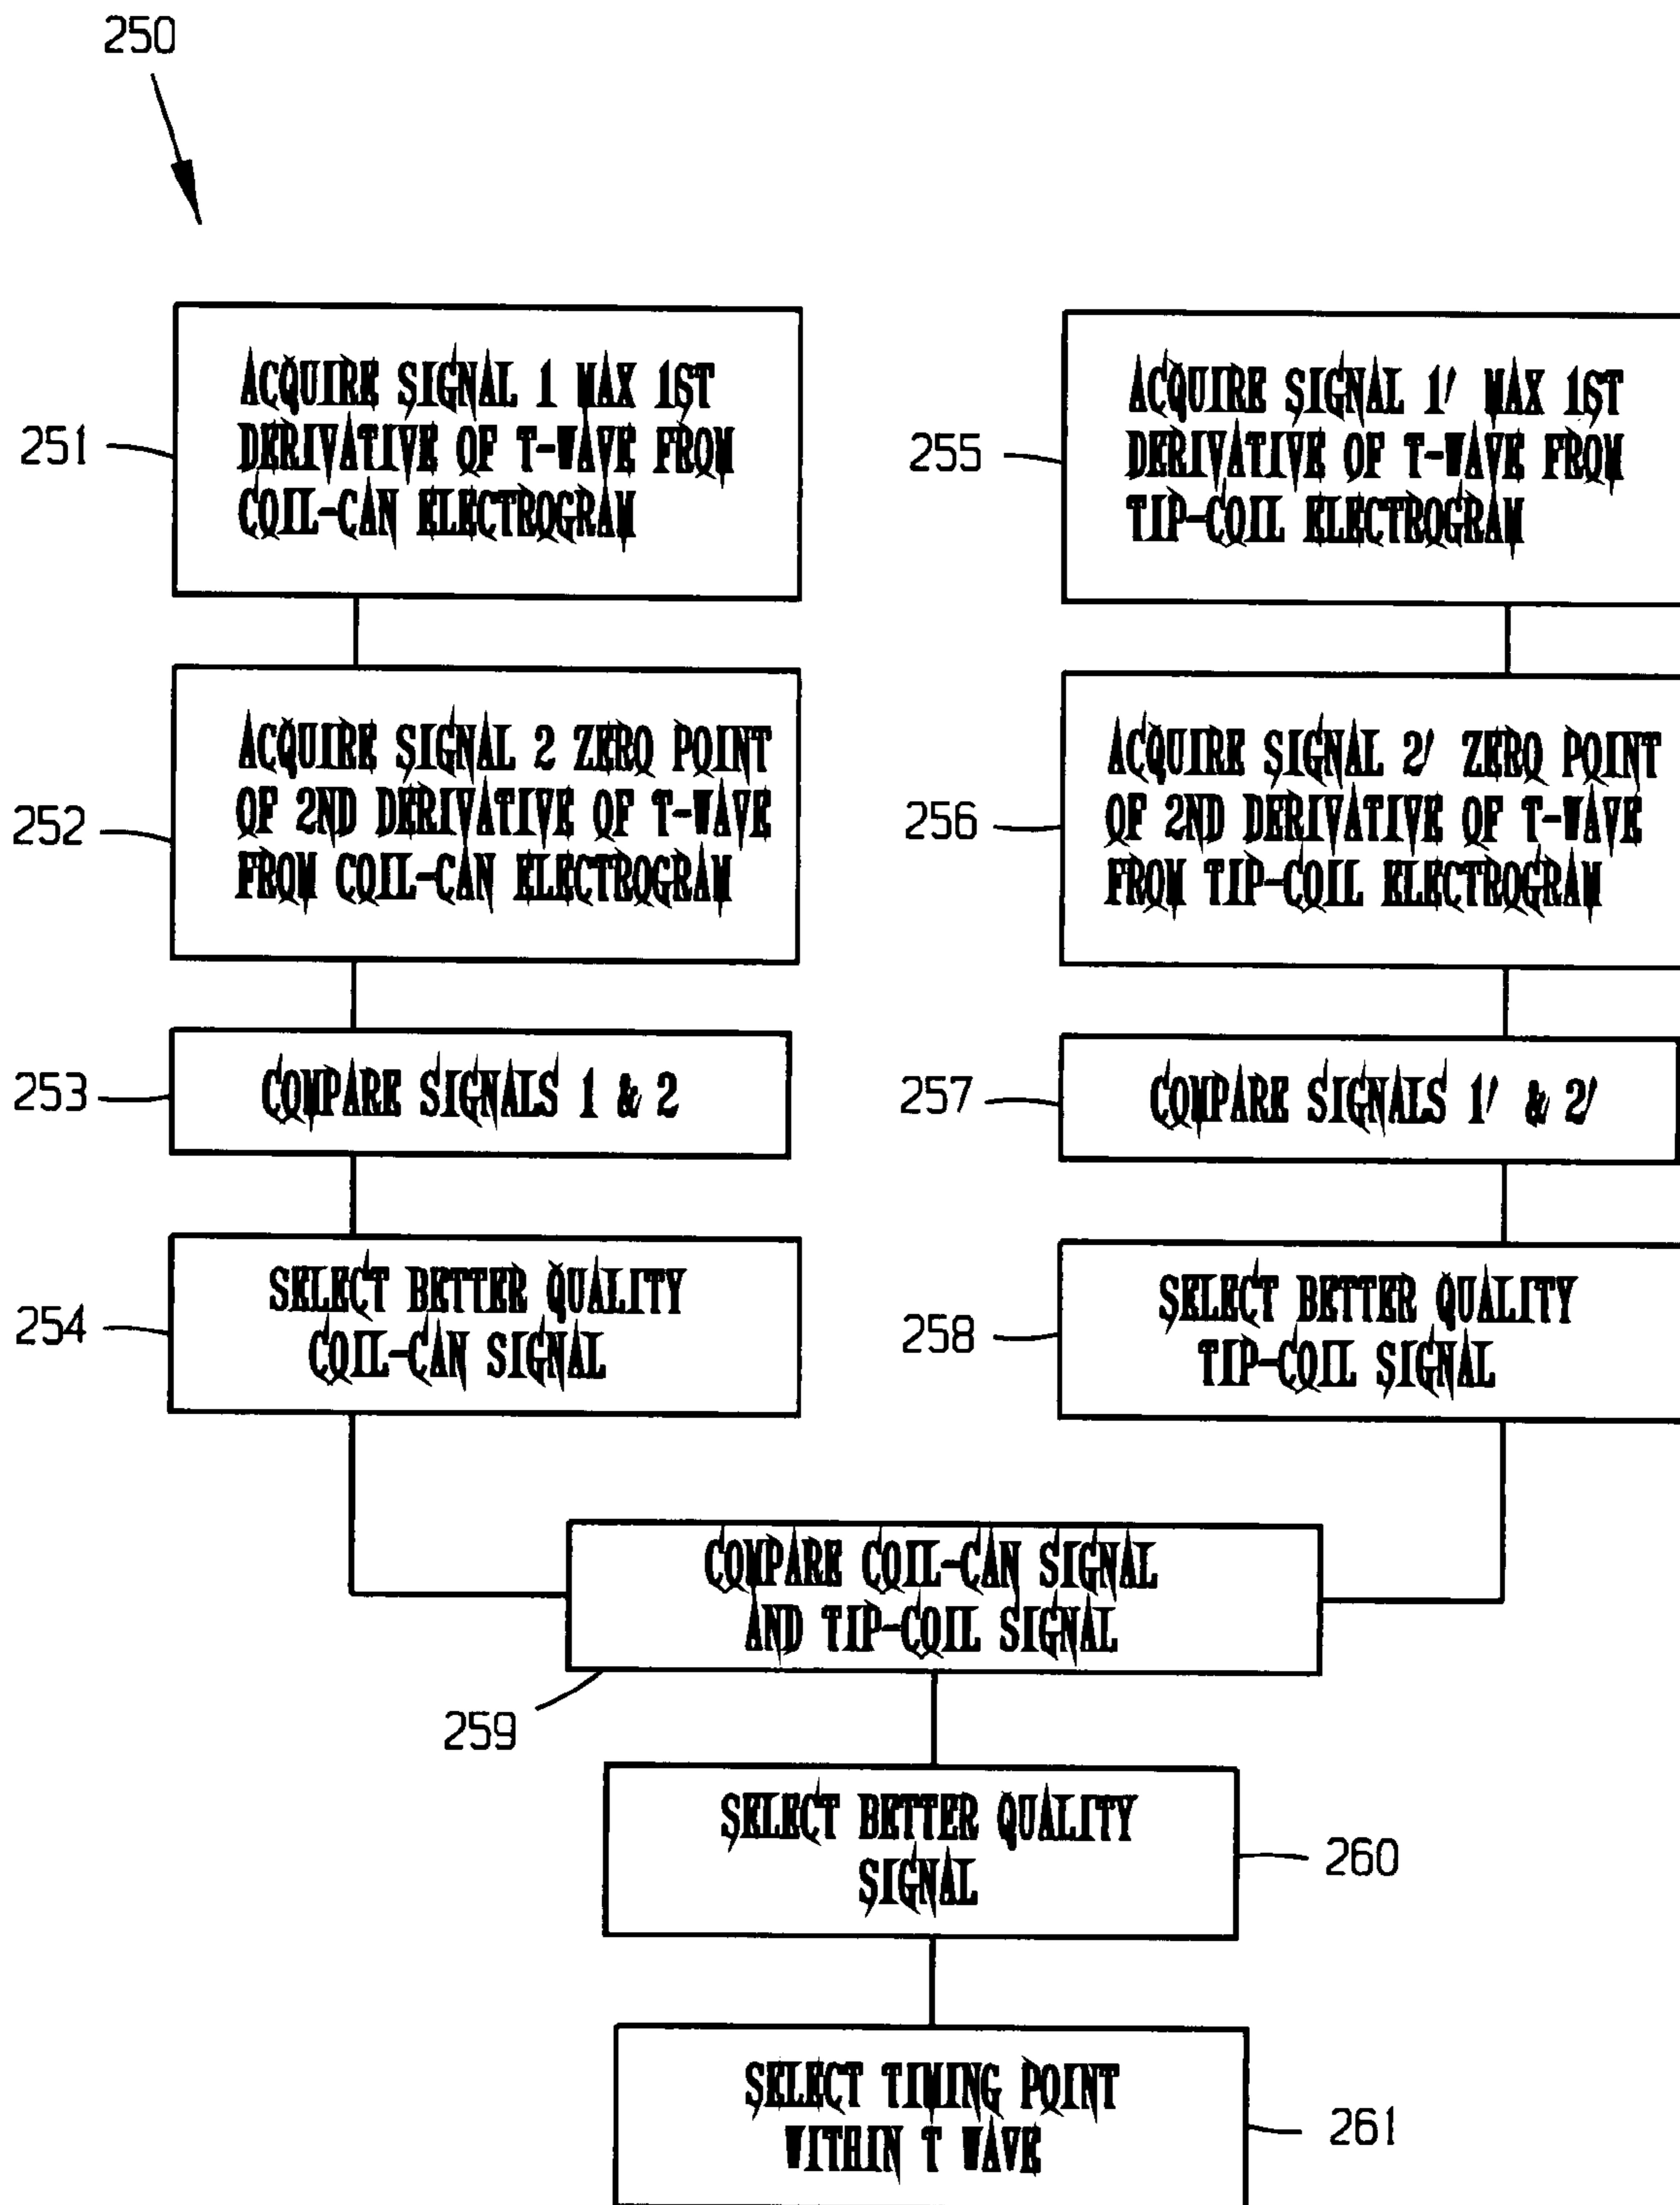 250
251
ACQUIRE SIGNAL 1 MAX 1ST
DERIVATIVE OF T-WAVE FROM
COIL-CAN ELECTROGRAM
252
ACQUIRE SIGNAL 2 ZERO POINT
OF 2ND DERIVATIVE OF T-WAVE
FROM COIL-CAN ELECTROGRAM
253
COMPARE SIGNALS 1 & 2
254
SELECT BETTER QUALITY
COIL-CAN SIGNAL
255
ACQUIRE SIGNAL 1' MAX 1ST
DERIVATIVE OF T-WAVE FROM
TIP-COIL ELECTROGRAM
256
ACQUIRE SIGNAL 2' ZERO POINT
OF 2ND DERIVATIVE OF T-WAVE
FROM TIP-COIL ELECTROGRAM
257
COMPARE SIGNALS 1' & 2'
258
SELECT BETTER QUALITY
TIP-COIL SIGNAL
COMPARE COIL-CAN SIGNAL
AND TIP-COIL SIGNAL
259
SELECT BETTER QUALITY
SIGNAL
260
SELECT TIMING POINT
WITHIN T WAVE
261